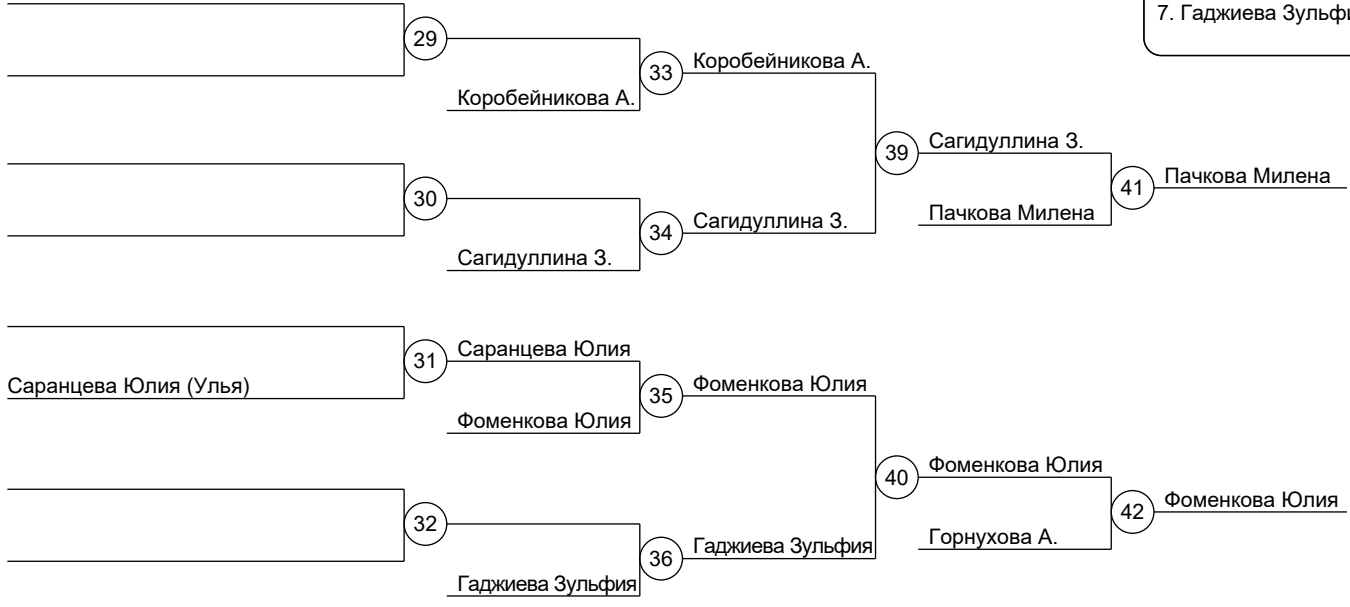 7. Гаджиева
29
33
Коробейникова А.
Коробейникова А.
39
Сагидуллина З.
41
Пачкова Милена
Пачкова Милена
30
34
Сагидуллина З.
Сагидуллина З.
31
Саранцева Юлия
Саранцева Юлия (Улья)
35
Фоменкова Юлия
Фоменкова Юлия
40
Фоменкова Юлия
42
Фоменкова Юлия
Горнухова А.
32
36
Гаджиева Зульфия
Гаджиева Зульфия